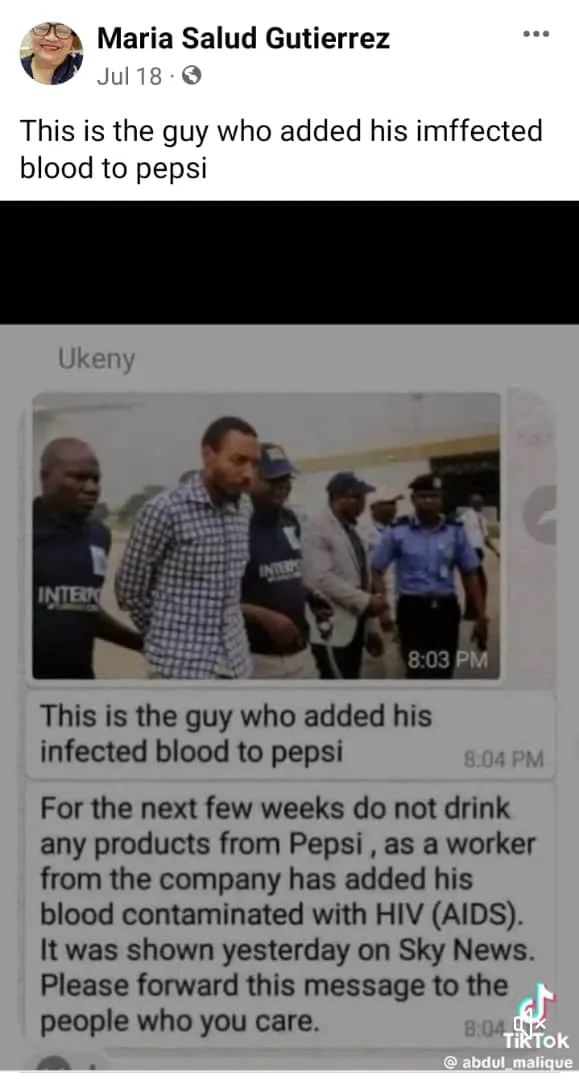 Maria Salud Gutierrez
Jul 18 ·
This is the guy who added his imffected
blood to pepsi
Ukeny
8:03 PM
This is the guy who added his
infected blood to pepsi
8:04 PM
For the next few weeks do not drink
any products from Pepsi , as a worker
from the company has added his
blood contaminated with HIV (AIDS).
It was shown yesterday on Sky News.
Please forward this message to the
people who you care.
8:04
TikTok
@ abdul_malique